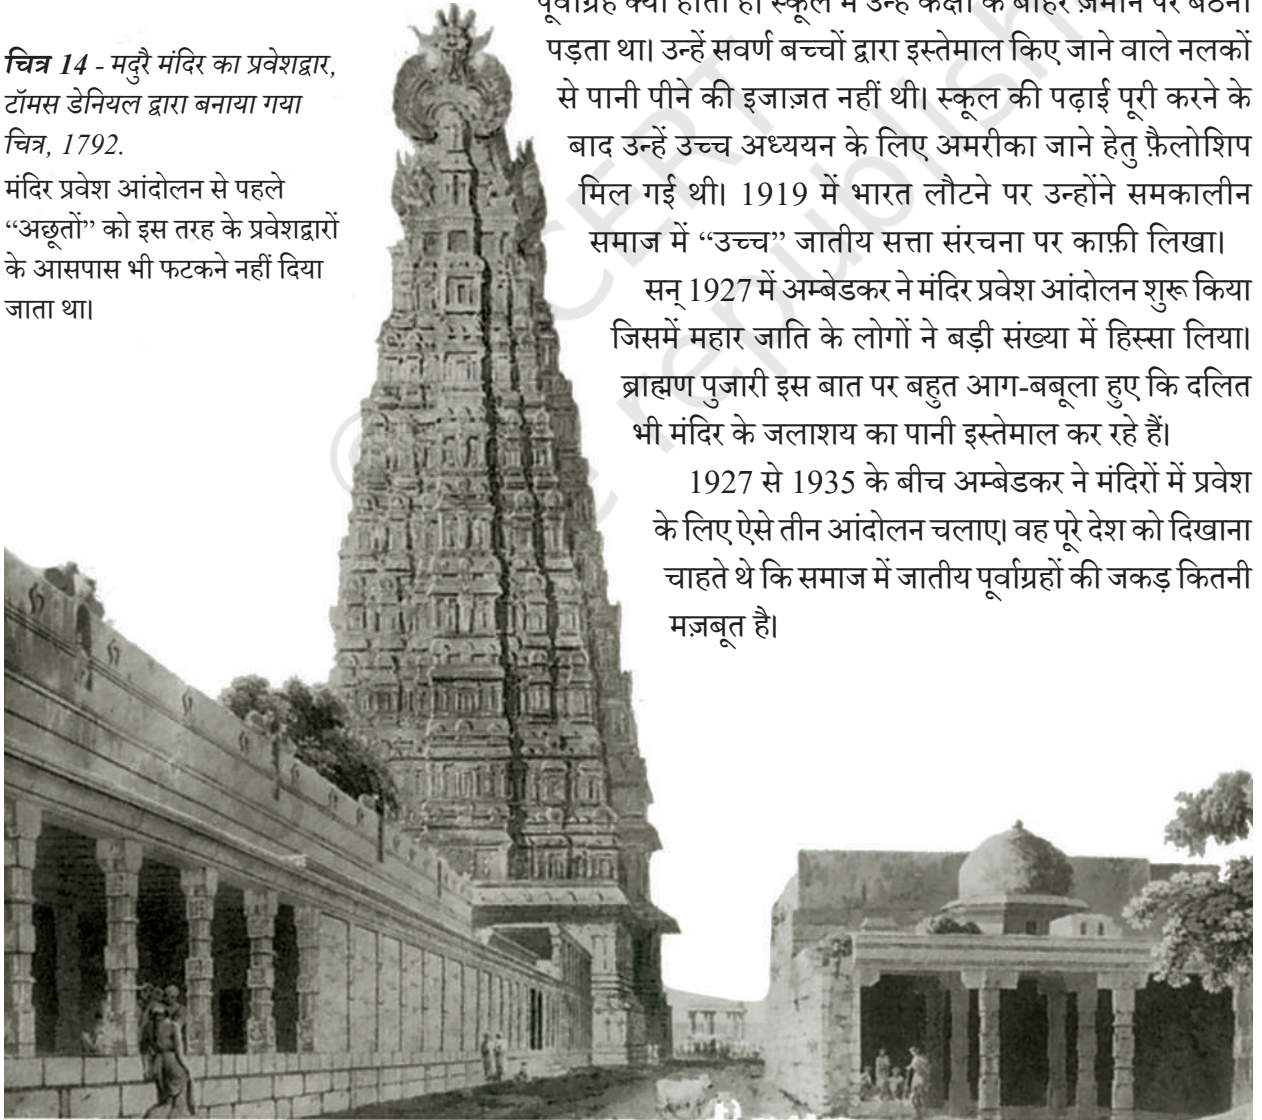 चित्र 14 - मदुरै मंदिर का प्रवेशद्वार,
टॉमस डेनियल द्वारा बनाया गया
चित्र, 1792.
मंदिर प्रवेश आंदोलन से पहले
“अछूतों” को इस तरह के प्रवेशद्वारों
के आसपास भी फटकने नहीं दिया
जाता था।
पूर्वाग्रह क्या होता है। स्कूल में उन्हें कक्षा के बाहर ज़मीन पर बैठना
पड़ता था। उन्हें सवर्ण बच्चों द्वारा इस्तेमाल किए जाने वाले नलकों
से पानी पीने की इजाज़त नहीं थी। स्कूल की पढ़ाई पूरी करने के
बाद उन्हें उच्च अध्ययन के लिए अमरीका जाने हेतु फ़ैलोशिप
मिल गई थी। 1919 में भारत लौटने पर उन्होंने समकालीन
समाज में “उच्च” जातीय सत्ता संरचना पर काफ़ी लिखा।
सन् 1927 में अम्बेडकर ने मंदिर प्रवेश आंदोलन शुरू किया
जिसमें महार जाति के लोगों ने बड़ी संख्या में हिस्सा लिया।
ब्राह्मण पुजारी इस बात पर बहुत आग-बबूला हुए कि दलित
भी मंदिर के जलाशय का पानी इस्तेमाल कर रहे हैं।
1927 से 1935 के बीच अम्बेडकर ने मंदिरों में प्रवेश
के लिए ऐसे तीन आंदोलन चलाए। वह पूरे देश को दिखाना
चाहते थे कि समाज में जातीय पूर्वाग्रहों की जकड़ कितनी
मज़बूत है।